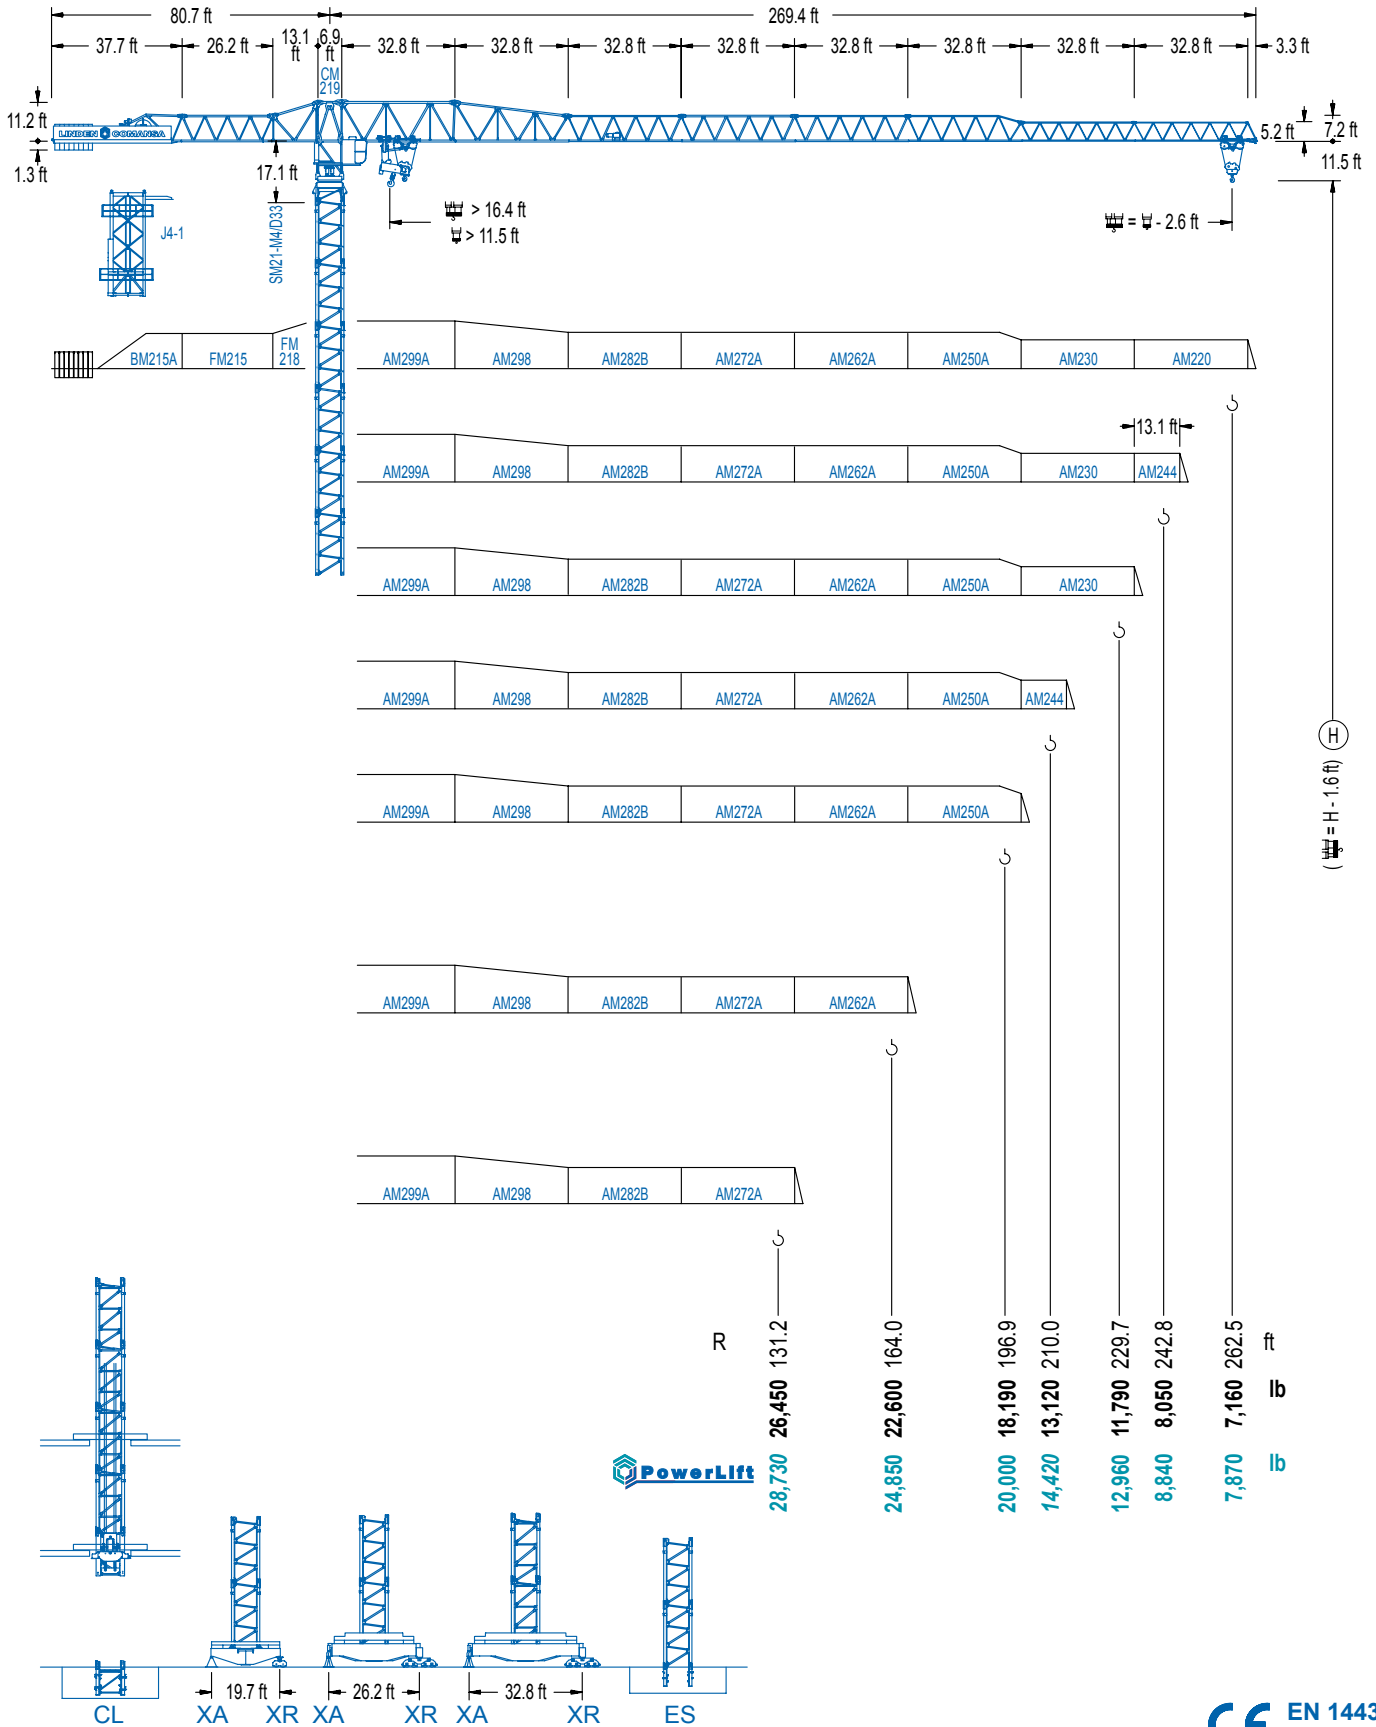 80.7 ft 269.4 ft
37.7 ft 26.2 ft 13.1 ft 6.9 ft 32.8 ft 32.8 ft 32.8 ft 32.8 ft 32.8 ft 32.8 ft 32.8 ft 32.8 ft 3.3 ft
CM 219
11.2 ft
LINDEN COMANSA
5.2 ft 7.2 ft
1.3 ft
17.1 ft
11.5 ft
J4-1
SM21-M4/D33
> 16.4 ft
> 11.5 ft
= - 2.6 ft
BM215A FM215 FM 218 AM299A AM298 AM282B AM272A AM262A AM250A AM230 AM220
13.1 ft
AM299A AM298 AM282B AM272A AM262A AM250A AM230 AM244
AM299A AM298 AM282B AM272A AM262A AM250A AM230
AM299A AM298 AM282B AM272A AM262A AM250A AM244
H
( = H - 1.6 ft)
AM299A AM298 AM282B AM272A AM262A AM250A
AM299A AM298 AM282B AM272A AM262A
AM299A AM298 AM282B AM272A
R 131.2 164.0 196.9 210.0 229.7 242.8 262.5 ft
26,450 22,600 18,190 13,120 11,790 8,050 7,160 lb
PowerLift 28,730 24,850 20,000 14,420 12,960 8,840 7,870 lb
19.7 ft 26.2 ft 32.8 ft
CL XA XR XA XR XA XR ES
CE EN 1443